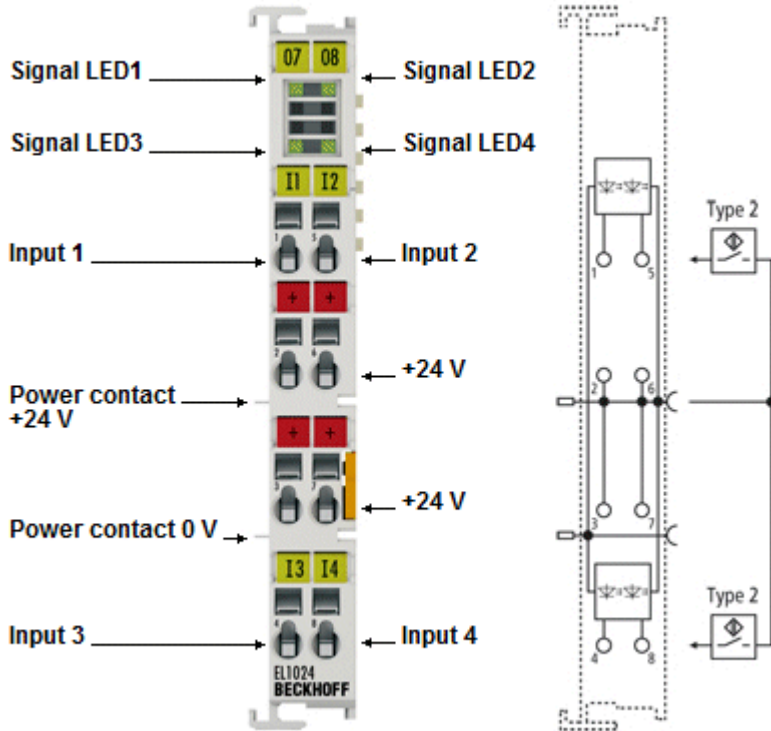 07 08
Signal LED1
Signal LED2
Signal LED3
Signal LED4
I1 I2
Type 2
1 5
Input 1
Input 2
1 5
+ +
2 6
+24 V
2 6
Power contact
+24 V
+ +
3 7
+24 V
3 7
Power contact 0 V
I3 I4
Type 2
4 8
Input 3
Input 4
4 8
EL1024
BECKHOFF